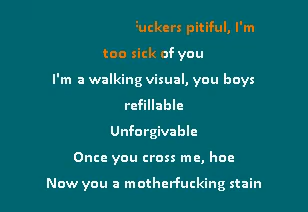 uckers pitiful, I'm
too sick of you
I'm a walking visual, you boys
refillable
Unforgivable
Once you cross me, hoe
Now you a motherfucking stain